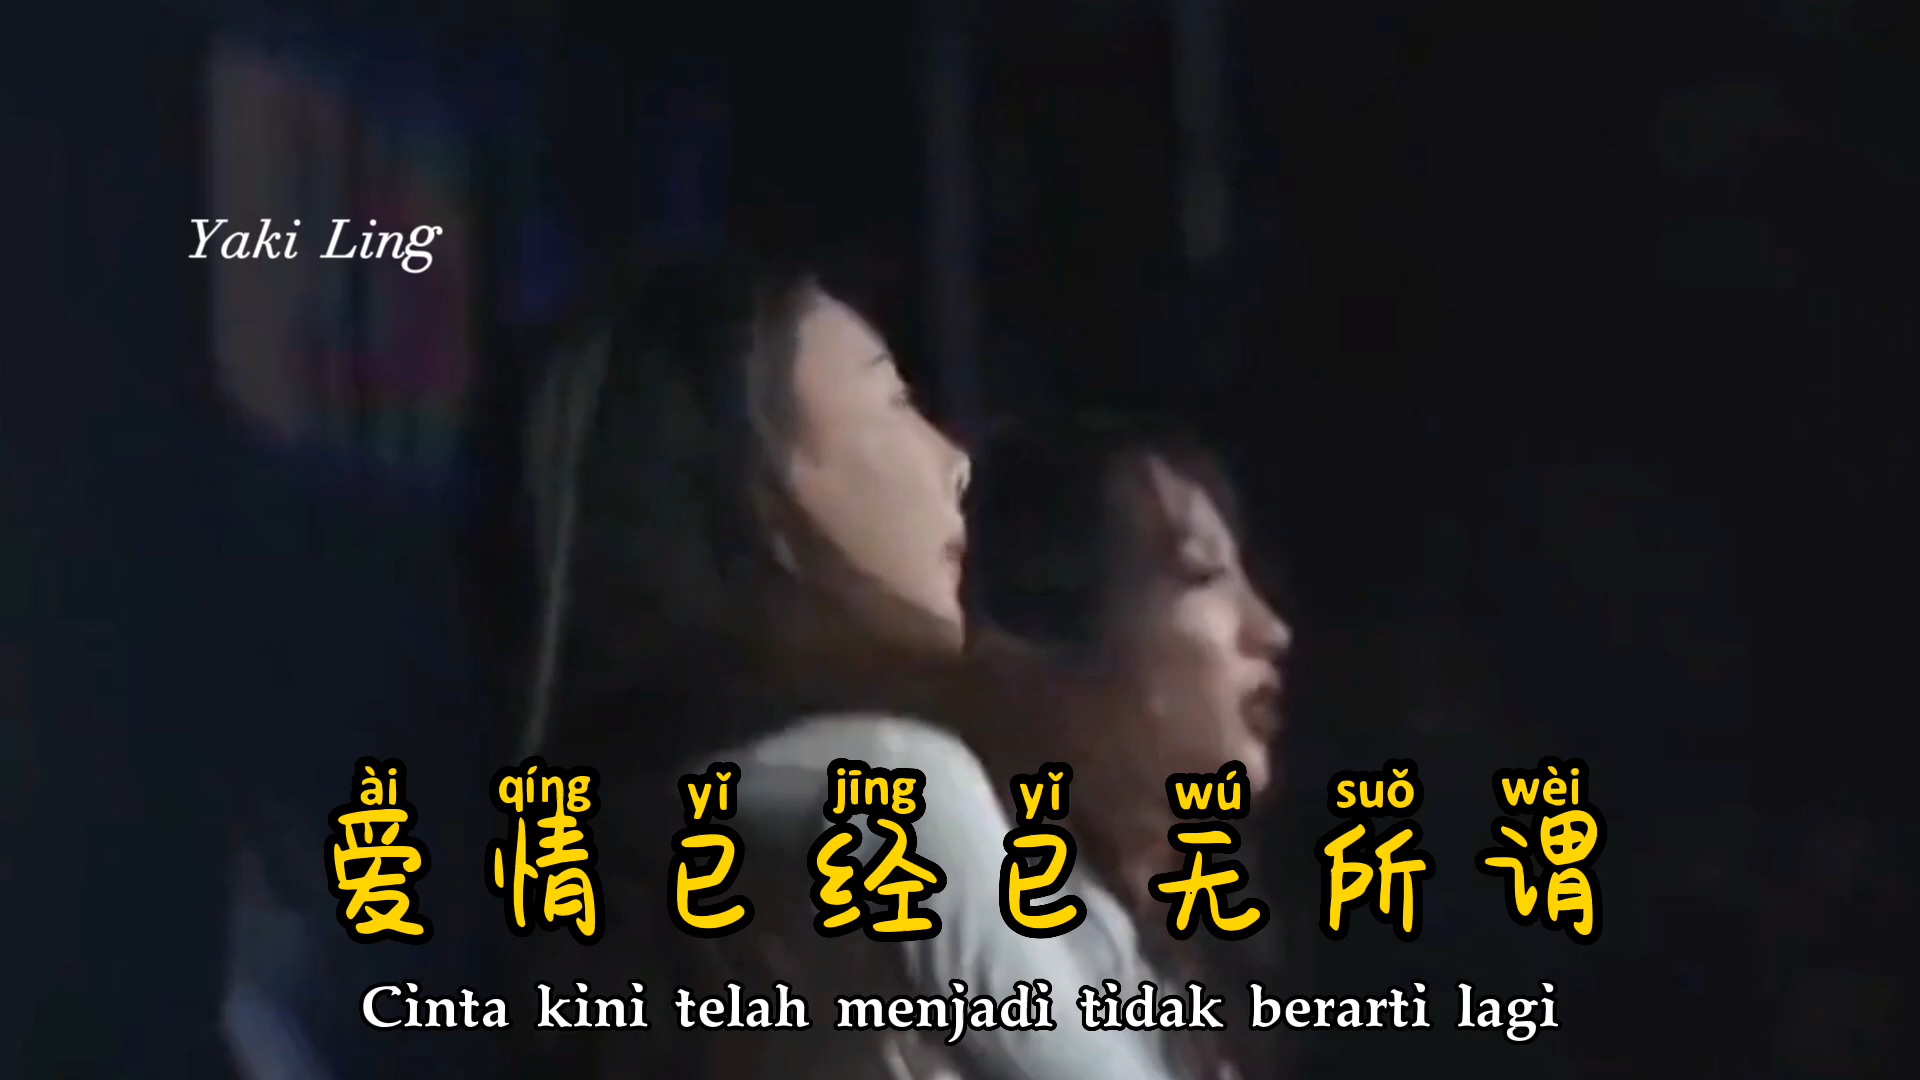 Yaki Ling
ài qíng yǐ jīng yǐ wú suǒ wèi
爱情已经已无所谓
Cinta kini telah menjadi tidak berarti lagi